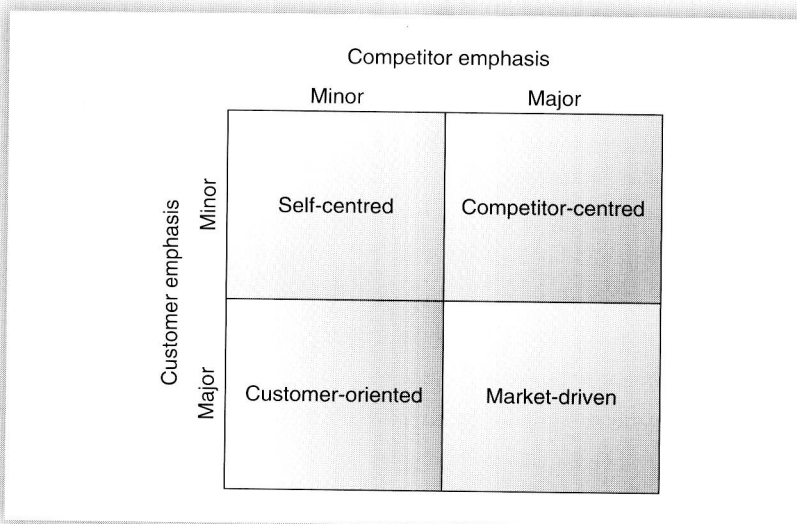 Competitor emphasis
Minor Major
Customer emphasis
Minor
Self-centred Competitor-centred
Major
Customer-oriented Market-driven